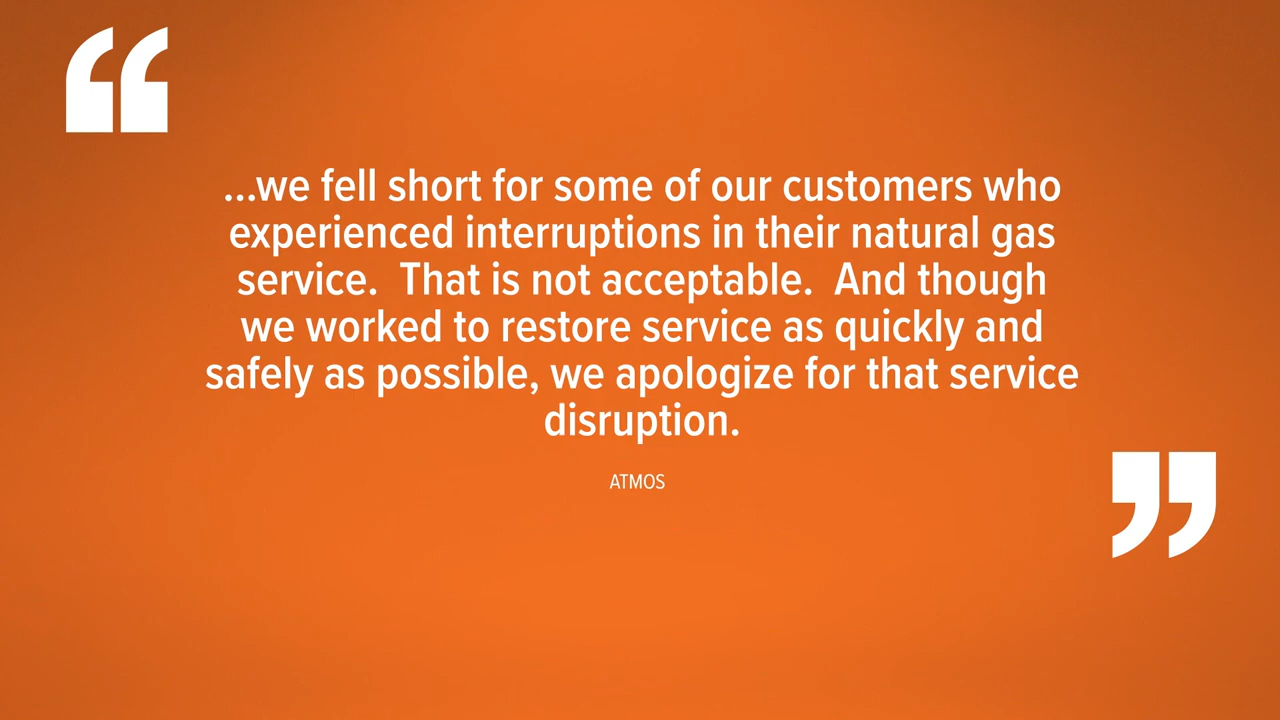 “
...we fell short for some of our customers who
experienced interruptions in their natural gas
service.  That is not acceptable.  And though
we worked to restore service as quickly and
safely as possible, we apologize for that service
disruption.
ATMOS
”